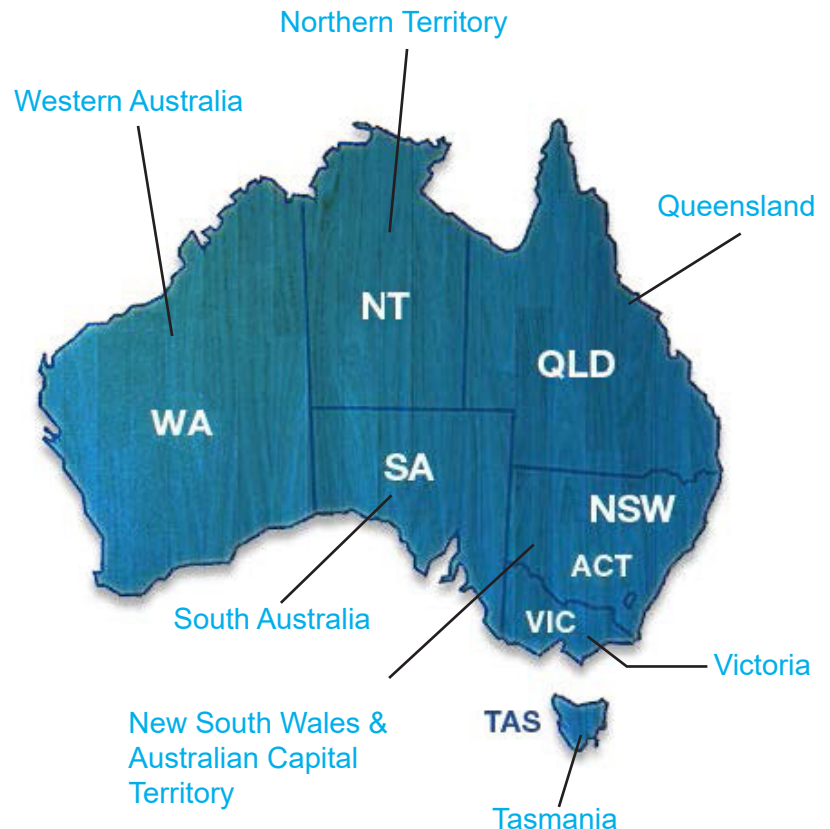 Northern Territory
Western Australia
Queensland
NT
QLD
WA
SA
NSW
ACT
South Australia
VIC
Victoria
New South Wales &
Australian Capital
Territory
TAS
Tasmania